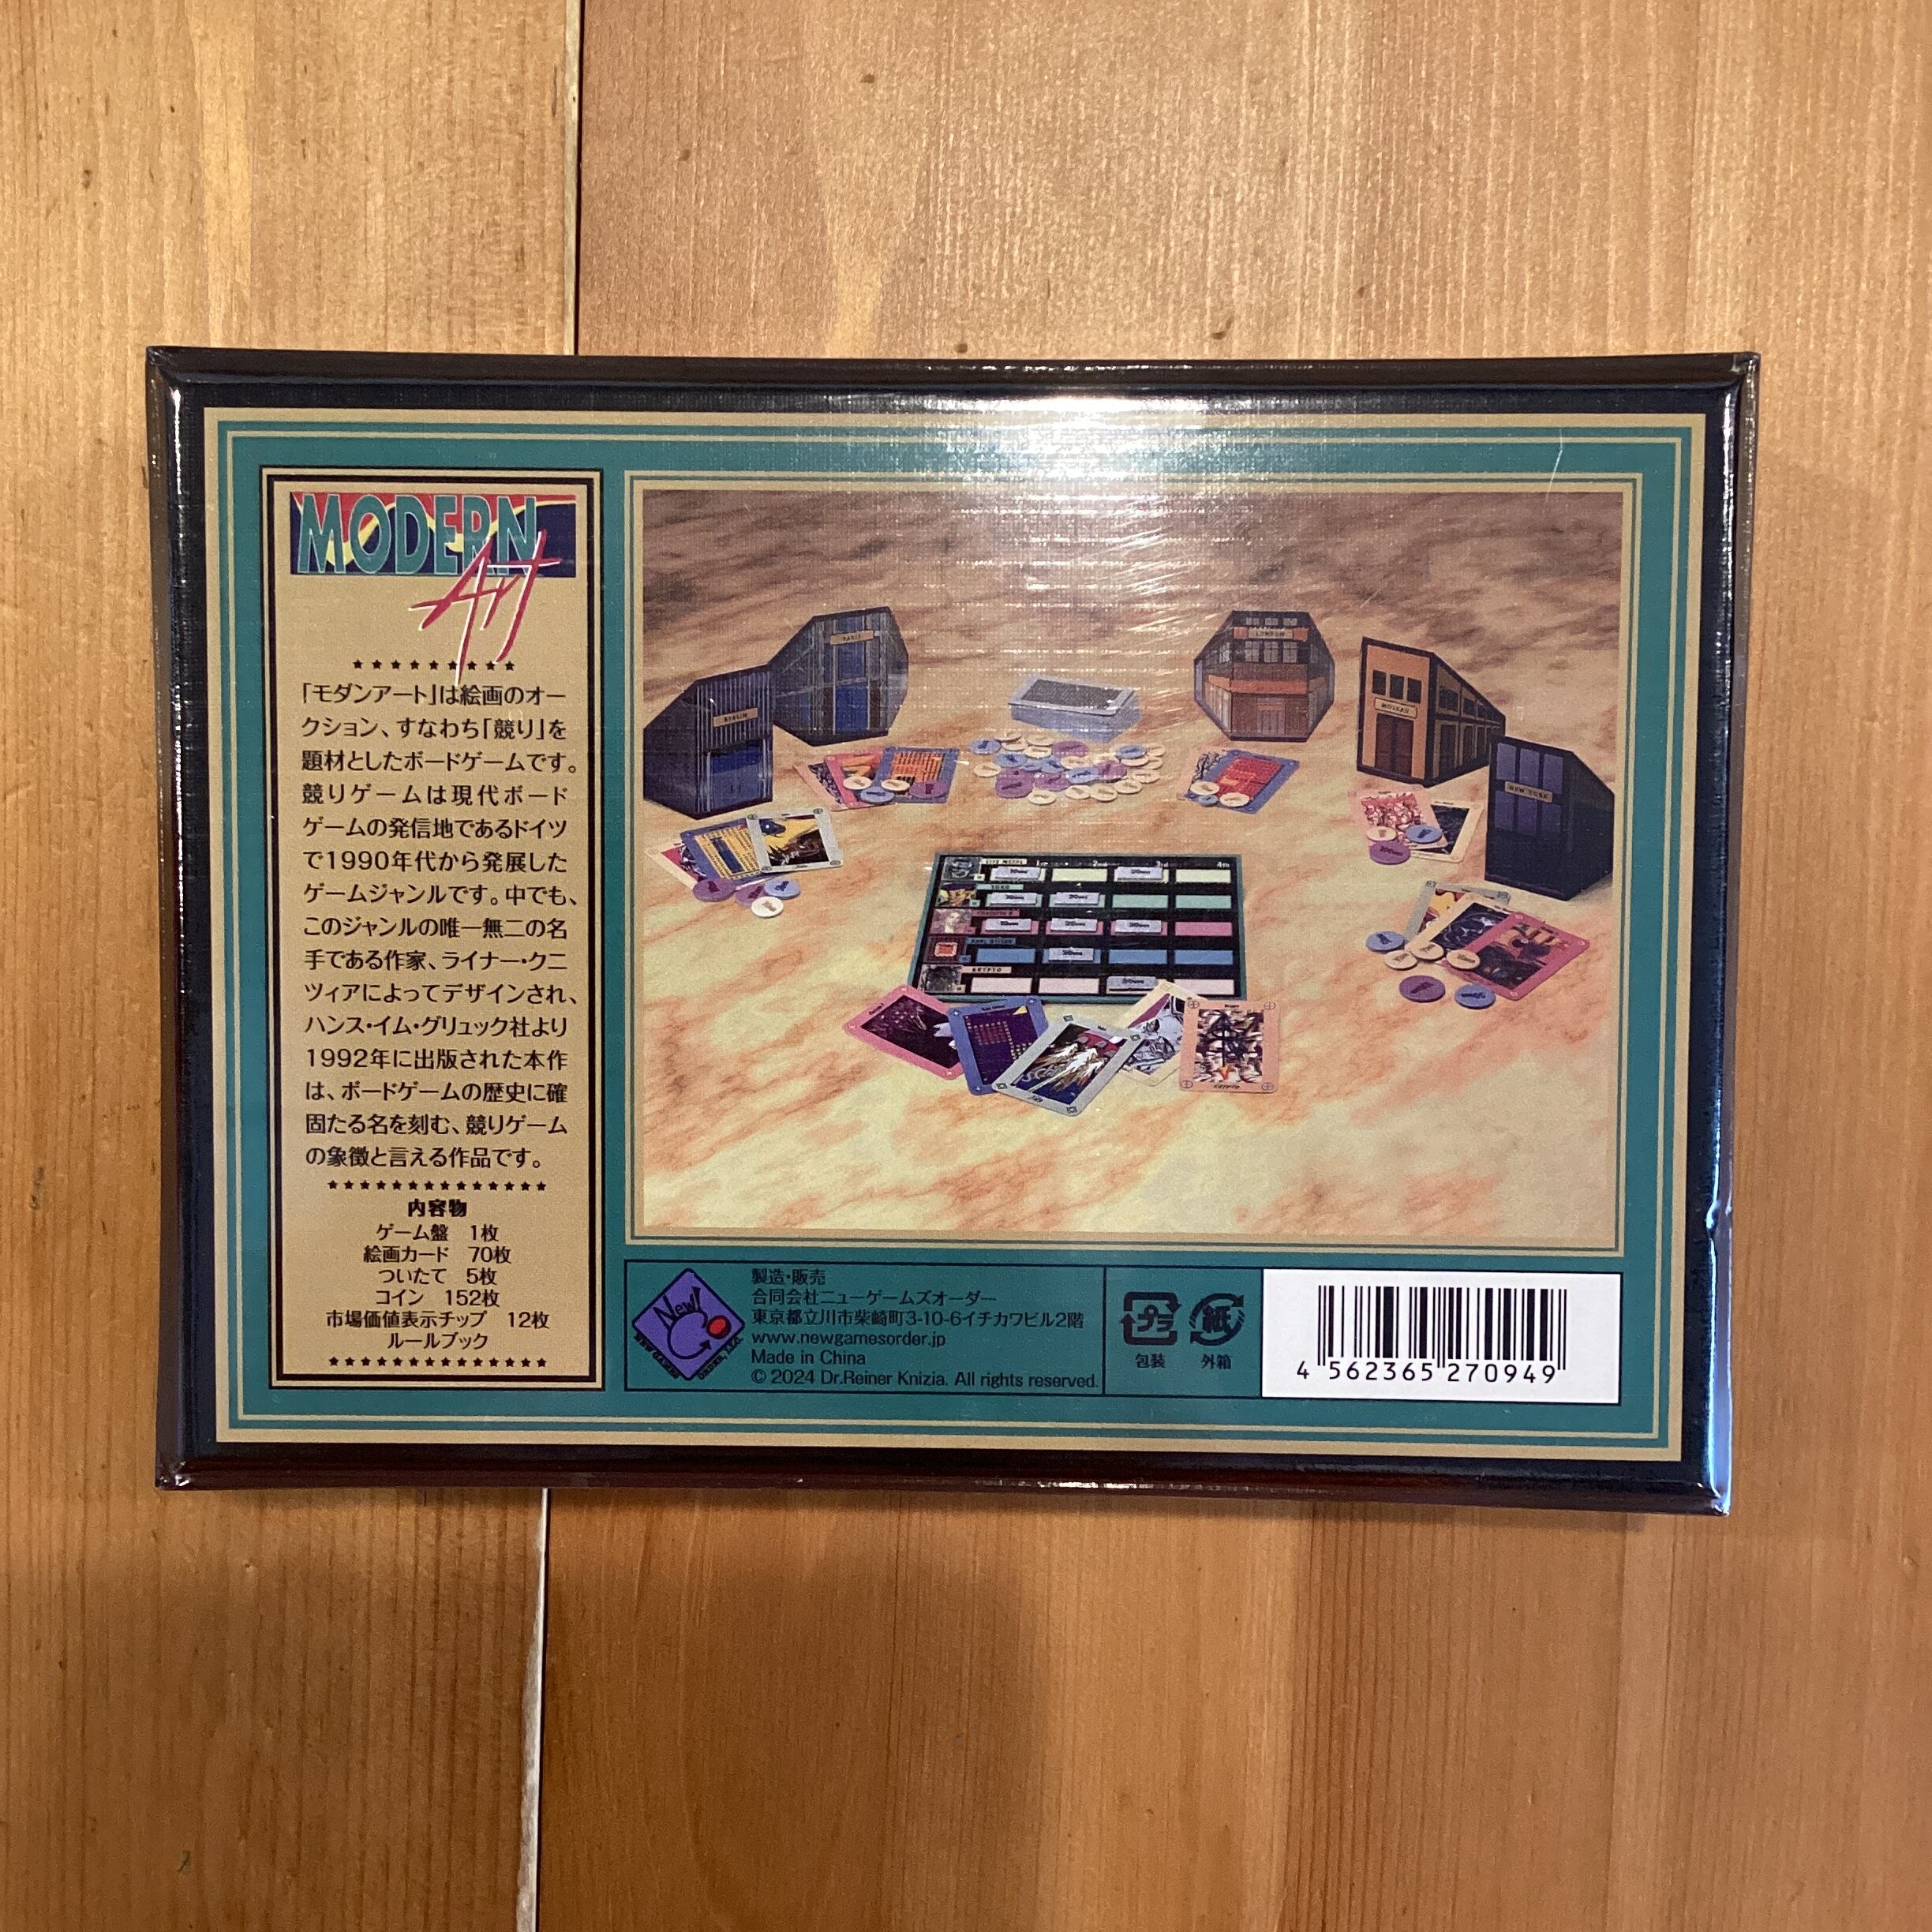 MODERN
Art
「モダンアート」は絵画のオー
クション、すなわち「競り」を
題材としたボードゲームです。
競りゲームは現代ボード
ゲームの発信地であるドイツ
で1990年代から発展した
ゲームジャンルです。中でも、
このジャンルの唯一無二の名
手である作家、ライナー・クニ
ツィアによってデザインされ、
ハンス・イム・グリュック社より
1992年に出版された本作
は、ボードゲームの歴史に確
固たる名を刻む、競りゲーム
の象徴と言える作品です。
内容物
ゲーム盤 1枚
絵画カード 70枚
ついたて 5枚
コイン 152枚
市場価値表示チップ 12枚
ルールブック
PARIS
BERLIN
LONDON
NEW YORK
LITE METAL
YOKO
KARL GITTER
KRYPTO
New!
製造・販売
合同会社ニューゲームズオーダー
東京都立川市柴崎町3-10-6イチカワビル2階
www.newgamesorder.jp
Made in China
© 2024 Dr.Reiner Knizia. All rights reserved.
プラ
包装
紙
外箱
4 562365 270949